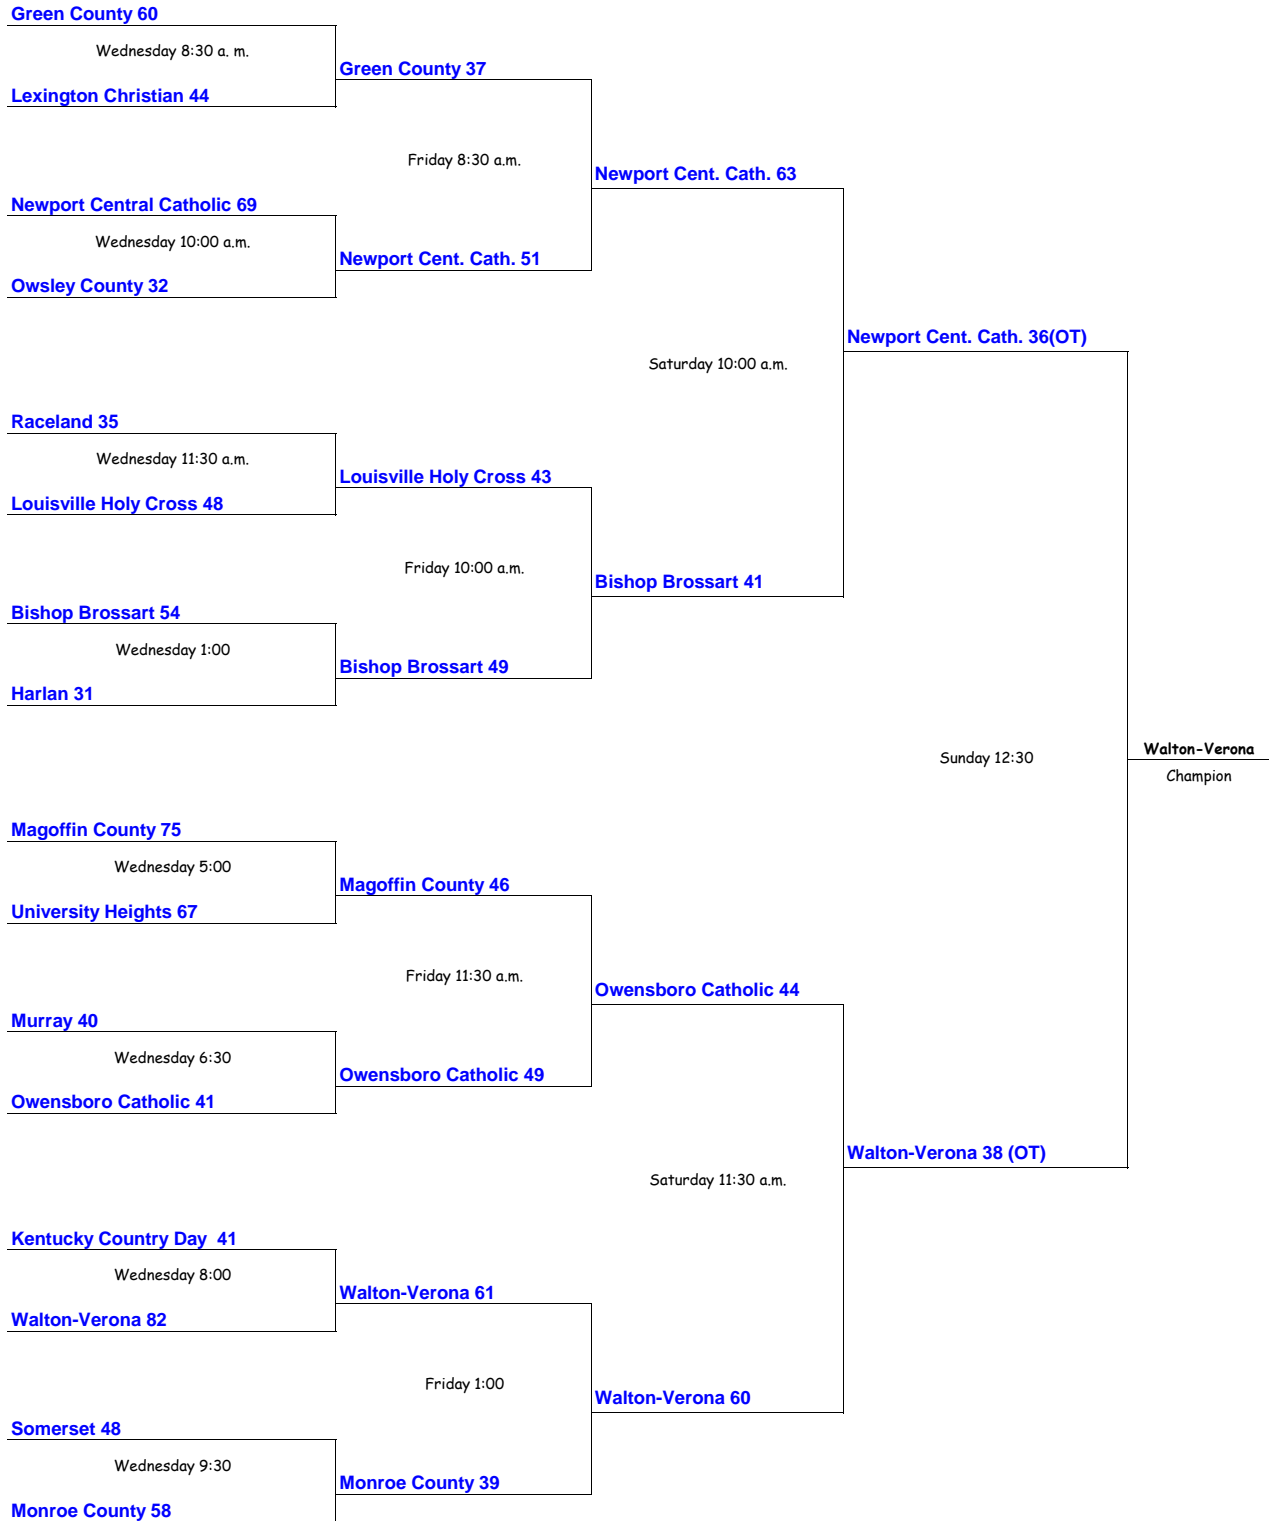 Green County 60
Wednesday 8:30 a. m.
Green County 37
Lexington Christian 44
Friday 8:30 a.m.
Newport Cent. Cath. 63
Newport Central Catholic 69
Wednesday 10:00 a.m.
Newport Cent. Cath. 51
Owsley County 32
Newport Cent. Cath. 36(OT)
Saturday 10:00 a.m.
Raceland 35
Wednesday 11:30 a.m.
Louisville Holy Cross 43
Louisville Holy Cross 48
Friday 10:00 a.m.
Bishop Brossart 41
Bishop Brossart 54
Wednesday 1:00
Bishop Brossart 49
Harlan 31
Walton-Verona
Sunday 12:30
Champion
Magoffin County 75
Wednesday 5:00
Magoffin County 46
University Heights 67
Friday 11:30 a.m.
Owensboro Catholic 44
Murray 40
Wednesday 6:30
Owensboro Catholic 49
Owensboro Catholic 41
Walton-Verona 38 (OT)
Saturday 11:30 a.m.
Kentucky Country Day  41
Wednesday 8:00
Walton-Verona 61
Walton-Verona 82
Friday 1:00
Walton-Verona 60
Somerset 48
Wednesday 9:30
Monroe County 39
Monroe County 58